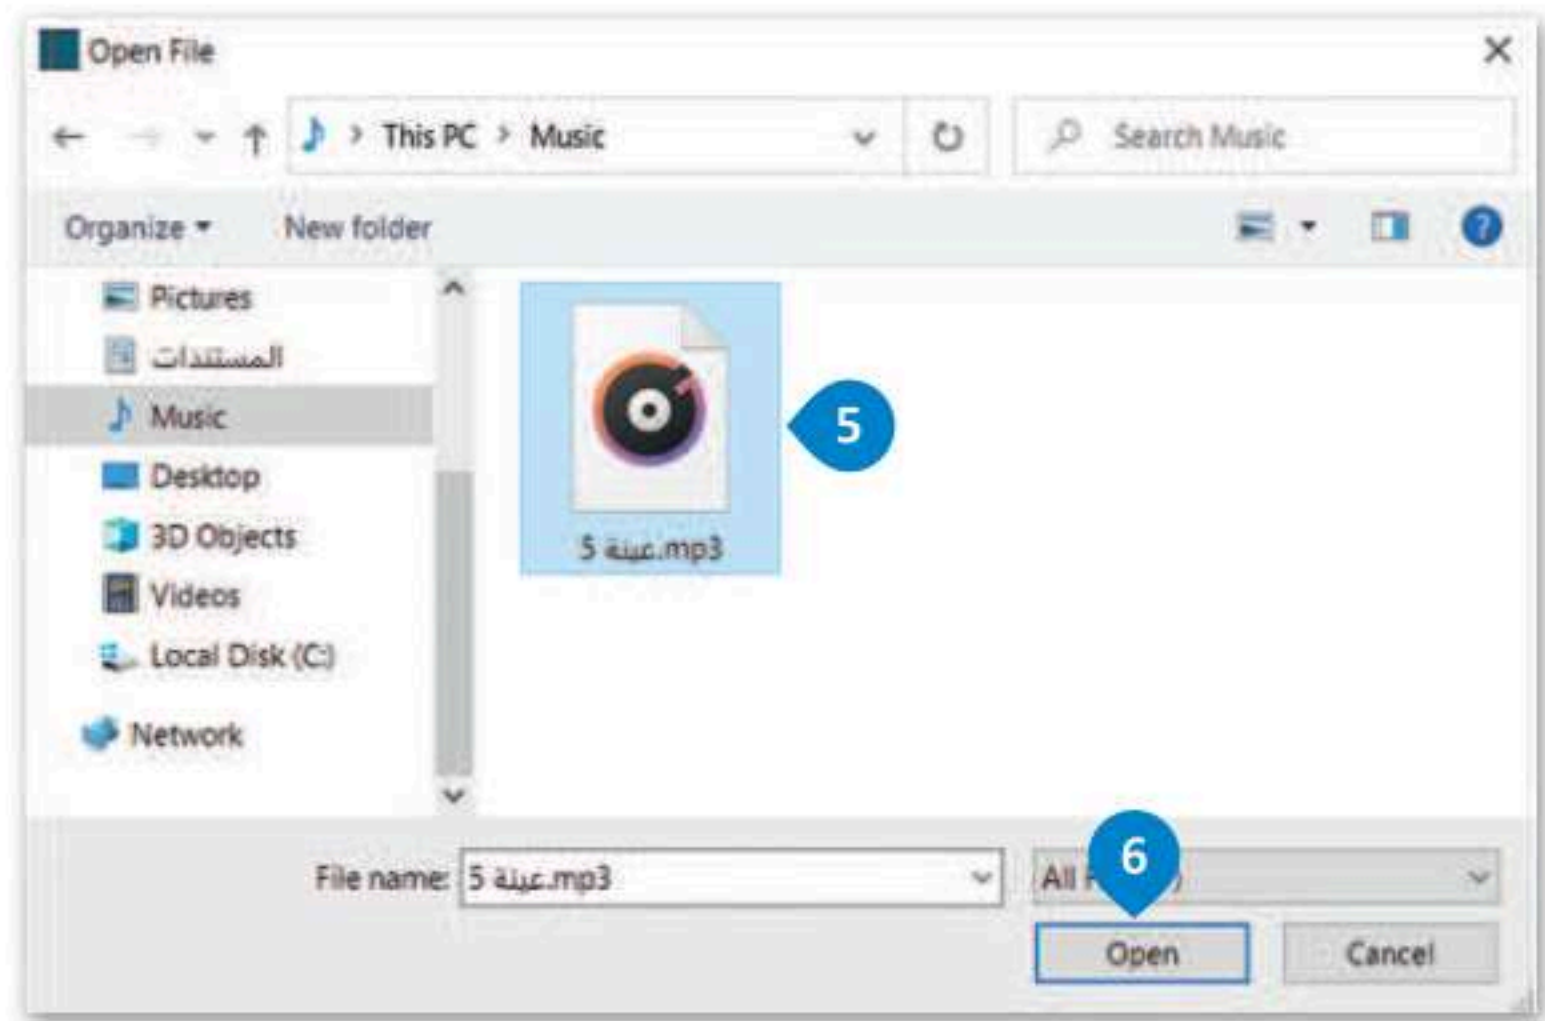 Open File
This PC > Music
Search Music
Organize
New folder
Pictures
المستندات
Music
Desktop
3D Objects
Videos
Local Disk (C:)
Network
5 عينة.mp3
5
File name: 5 عينة.mp3
All
6
Open
Cancel